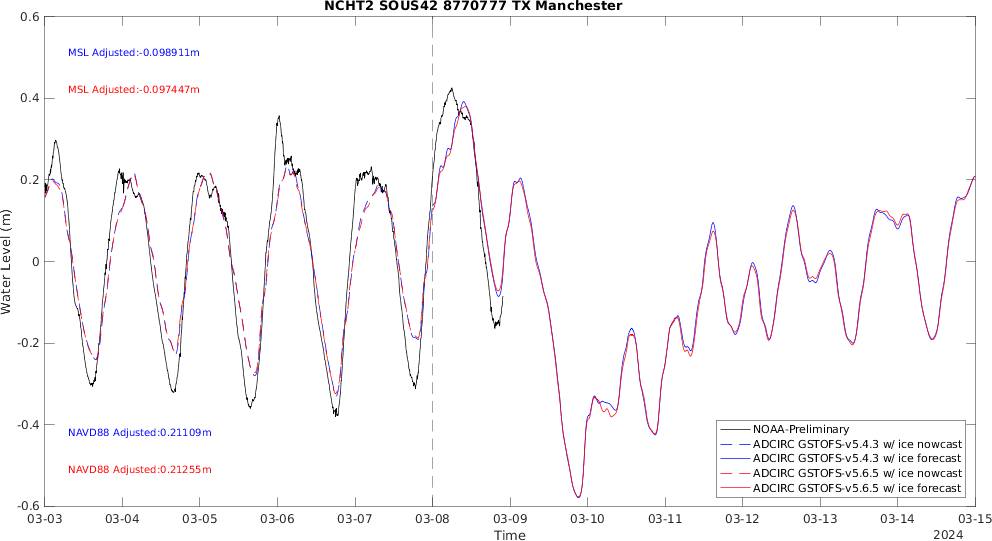 NCHT2 SOUS42 8770777 TX Manchester
0.6
0.4
0.2
0
-0.2
-0.4
-0.6
Water Level (m)
MSL Adjusted:-0.098911m
MSL Adjusted:-0.097447m
NAVD88 Adjusted:0.21109m
NAVD88 Adjusted:0.21255m
NOAA-Preliminary
ADCIRC GSTOFS-v5.4.3 w/ ice nowcast
ADCIRC GSTOFS-v5.4.3 w/ ice forecast
ADCIRC GSTOFS-v5.6.5 w/ ice nowcast
ADCIRC GSTOFS-v5.6.5 w/ ice forecast
03-03 03-04 03-05 03-06 03-07 03-08 03-09 03-10 03-11 03-12 03-13 03-14 03-15
Time
2024